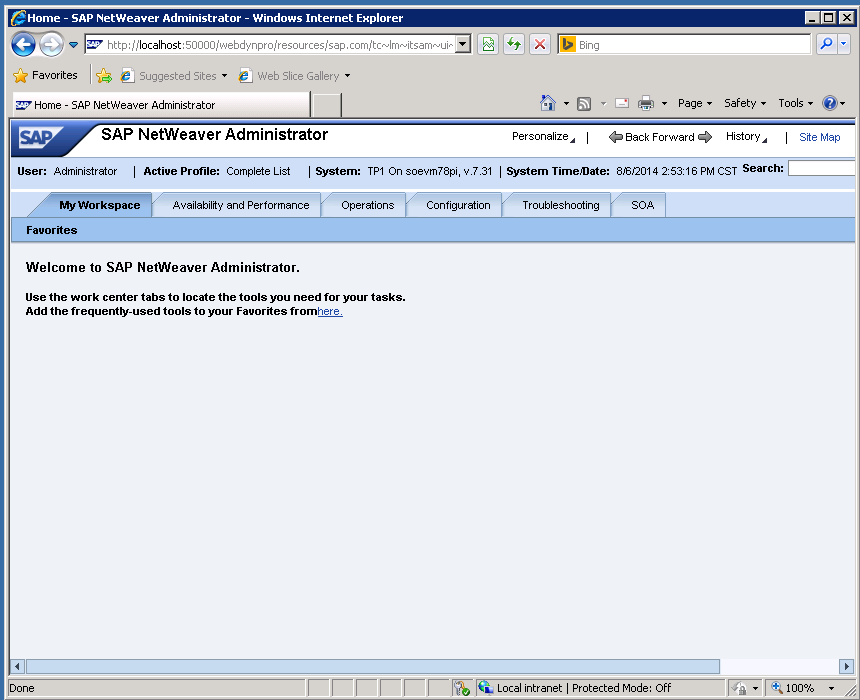 Home - SAP NetWeaver Administrator - Windows Internet Explorer
http://localhost:50000/webdynpro/resources/sap.com/tc~lm~itsam~ui~
Bing
Favorites Suggested Sites Web Slice Gallery
Home - SAP NetWeaver Administrator
Page Safety Tools
SAP
SAP NetWeaver Administrator
Personalize | Back Forward History | Site Map
User: Administrator | Active Profile: Complete List | System: TP1 On soevm78pi, v.7.31 | System Time/Date: 8/6/2014 2:53:16 PM CST Search:
My Workspace Availability and Performance Operations Configuration Troubleshooting SOA
Favorites
Welcome to SAP NetWeaver Administrator.
Use the work center tabs to locate the tools you need for your tasks.
Add the frequently-used tools to your Favorites fromhere.
Done Local intranet | Protected Mode: Off 100%